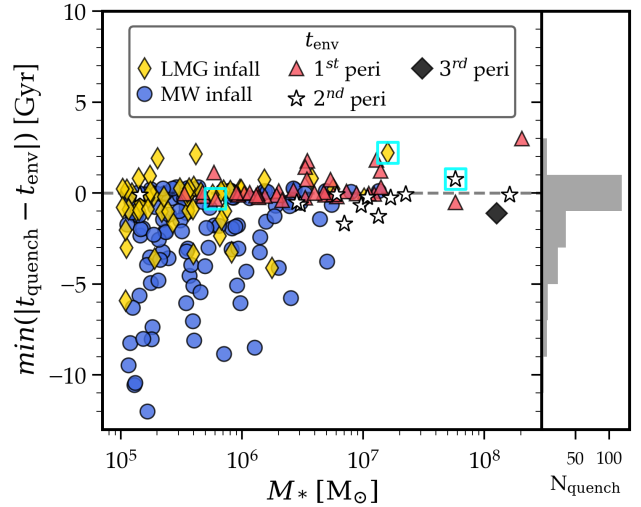 min(|t_quench − t_env|) [Gyr]
10
5
0
−5
−10
t_env
LMG infall
MW infall
1^st peri
2^nd peri
3^rd peri
10^5
10^6
10^7
10^8
M_* [M_⊙]
50
100
N_quench